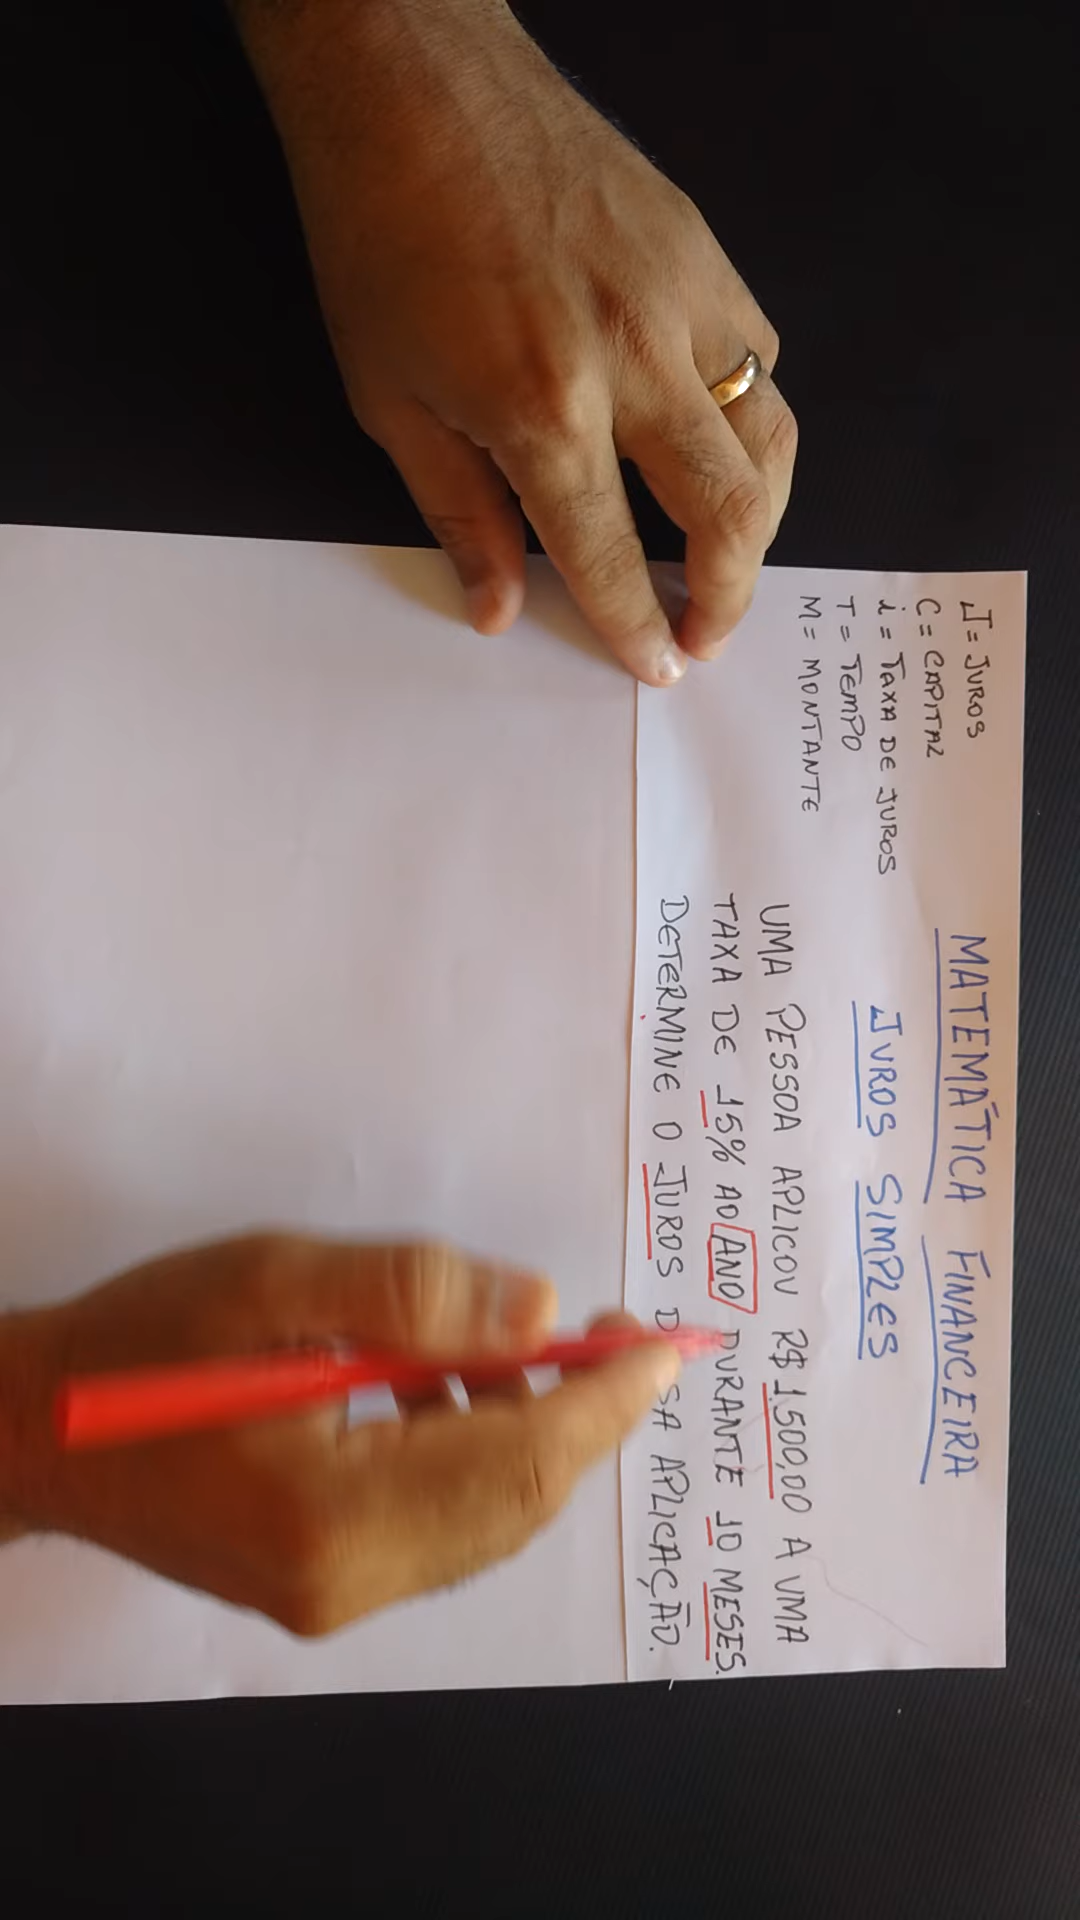 MATEMÁTICA FINANCEIRA
JUROS SIMPLES
J = JUROS
C = CAPITAL
i = TAXA DE JUROS
T = TEMPO
M = MONTANTE
UMA PESSOA APLICOU R$ 1.500,00 A UMA
TAXA DE 15% AO ANO DURANTE 10 MESES.
DETERMINE O JUROS APLICAÇÃO.